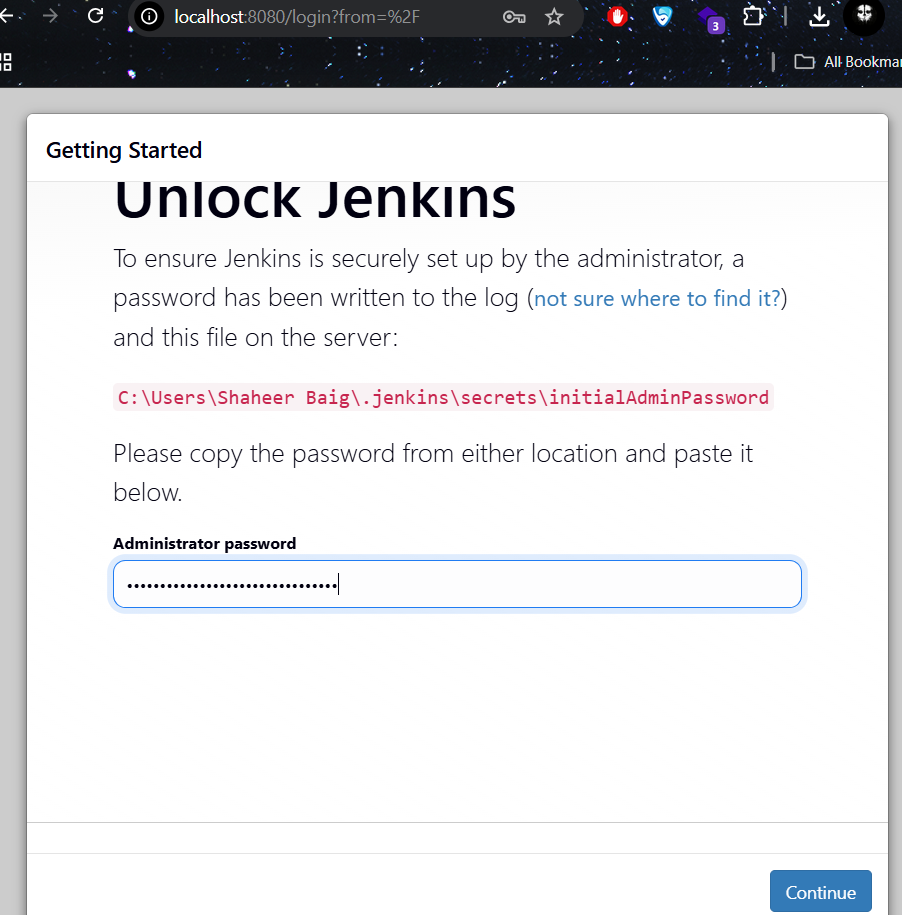 localhost:8080/login?from=%2F
3
All Bookmar
Getting Started
Unlock Jenkins
To ensure Jenkins is securely set up by the administrator, a
password has been written to the log (not sure where to find it?)
and this file on the server:
C:\Users\Shaheer Baig\.jenkins\secrets\initialAdminPassword
Please copy the password from either location and paste it
below.
Administrator password
••••••••••••••••••••••••••••••••
Continue